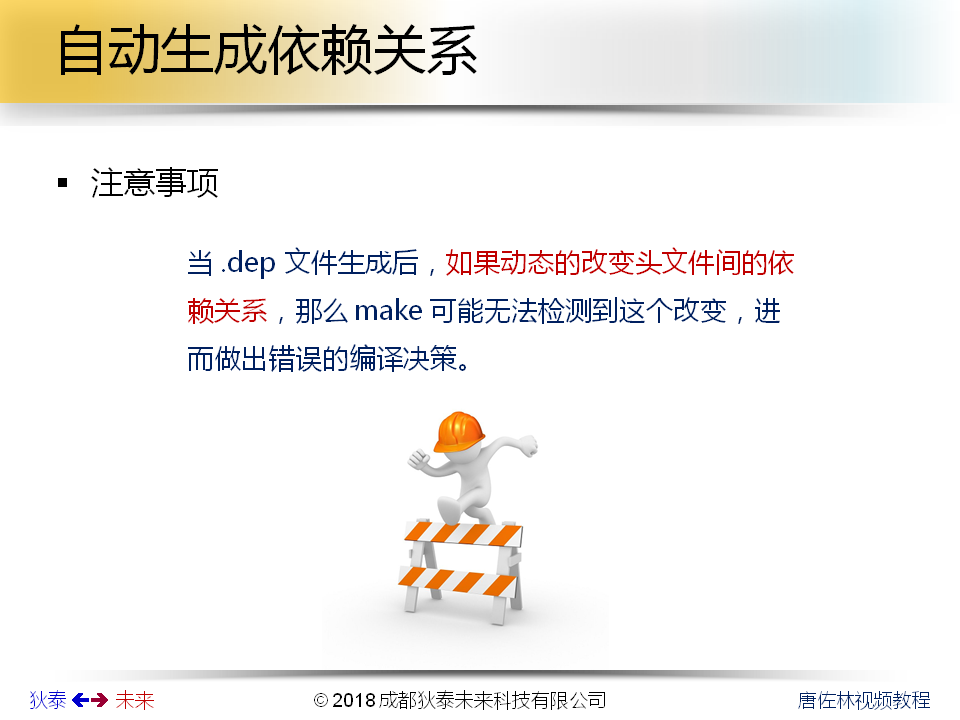 自动生成依赖关系
▪ 注意事项
当 .dep 文件生成后，如果动态的改变头文件间的依
赖关系，那么 make 可能无法检测到这个改变，进
而做出错误的编译决策。
狄泰 未来
© 2018 成都狄泰未来科技有限公司
唐佐林视频教程